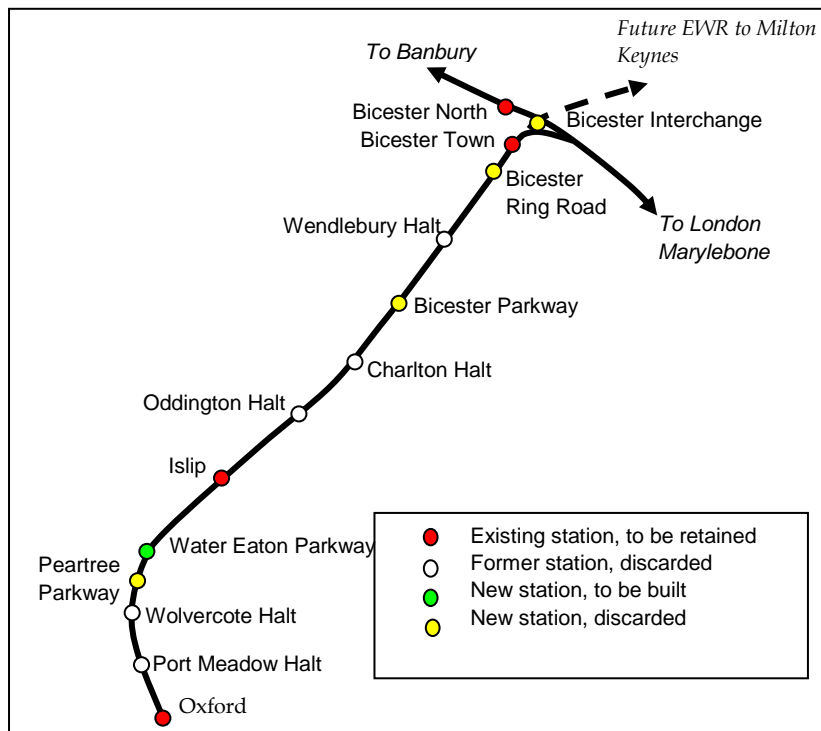 Future EWR to Milton
Keynes
To Banbury
Bicester North
Bicester Interchange
Bicester Town
Bicester
Ring Road
Wendlebury Halt
To London
Marylebone
Bicester Parkway
Charlton Halt
Oddington Halt
Islip
Water Eaton Parkway
Peartree
Parkway
Wolvercote Halt
Port Meadow Halt
Oxford
Existing station, to be retained
Former station, discarded
New station, to be built
New station, discarded